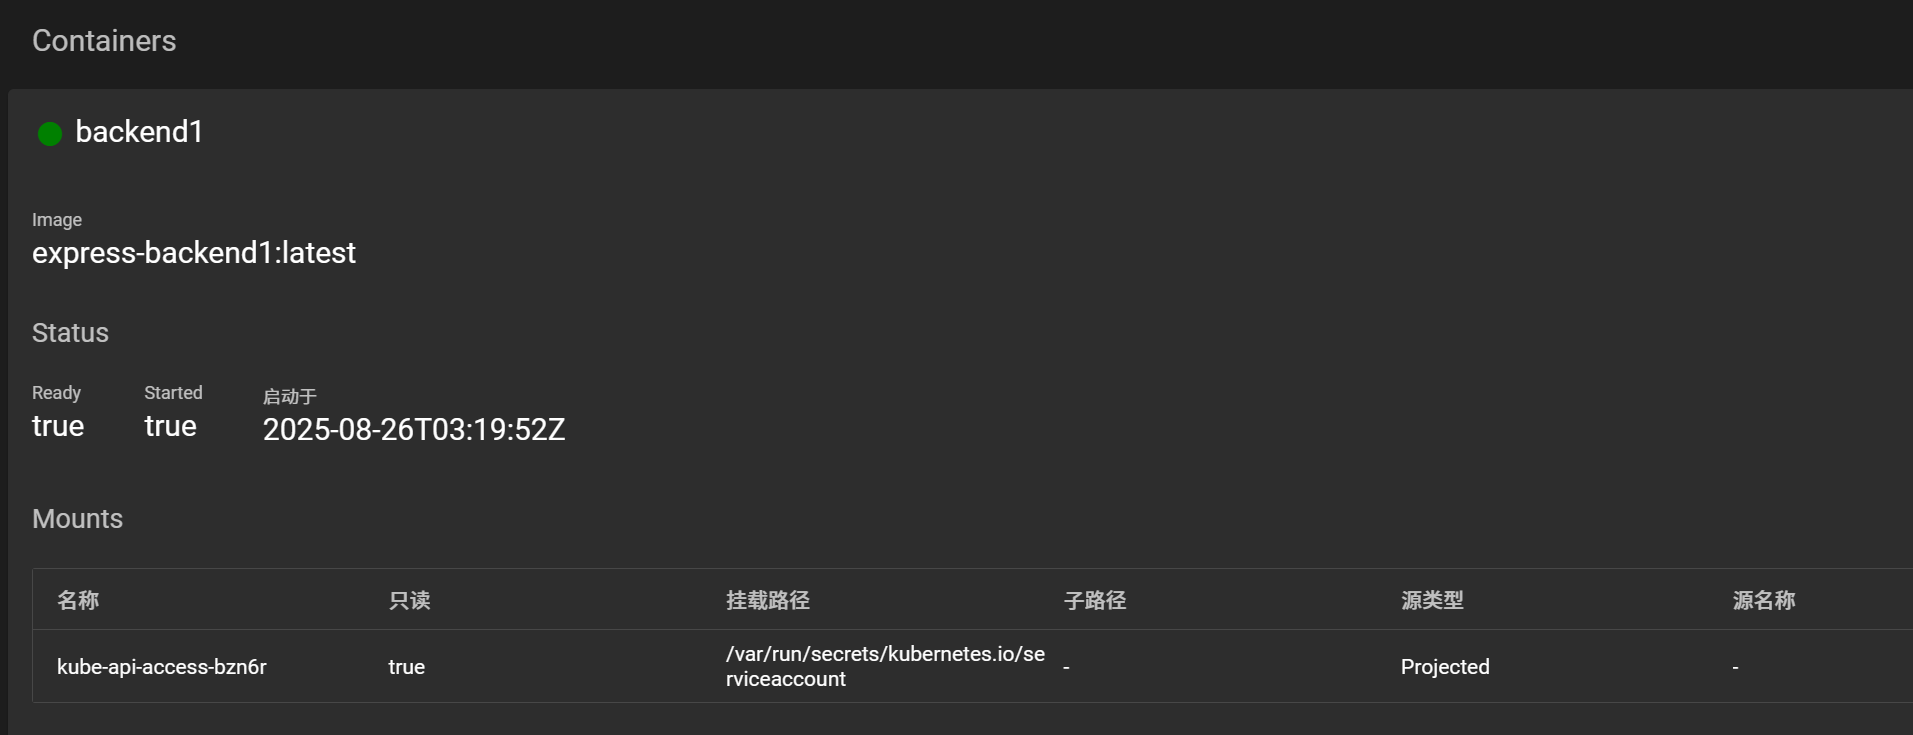 Containers
backend1
Image
express-backend1:latest
Status
Ready Started 启动于
true true 2025-08-26T03:19:52Z
Mounts
名称 只读 挂载路径 子路径 源类型 源名称
kube-api-access-bzn6r true /var/run/secrets/kubernetes.io/se - Projected -
rviceaccount